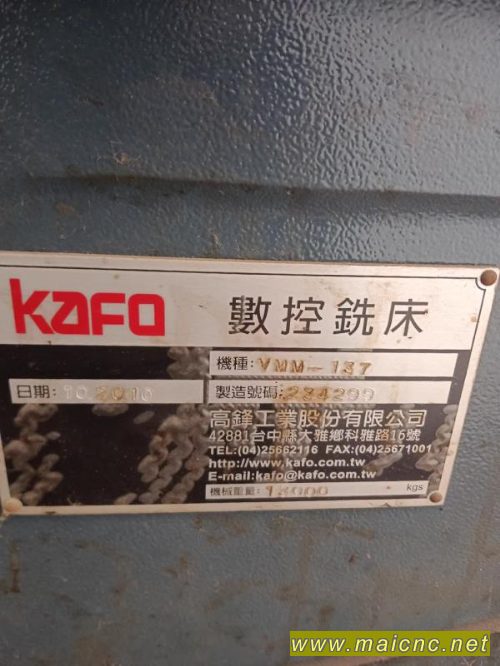 KAFO 數控銑床
機種: VMM-137
日期: 10.2010 製造號碼:
高鋒工業股份有限公司
42881台中縣大雅鄉科雅路16號
TEL:(04)25662116 FAX:(04)25671001
http://www.kafo.com.tw
E-mail:kafo@kafo.com.tw
機械重量: kgs
www.maicnc.net